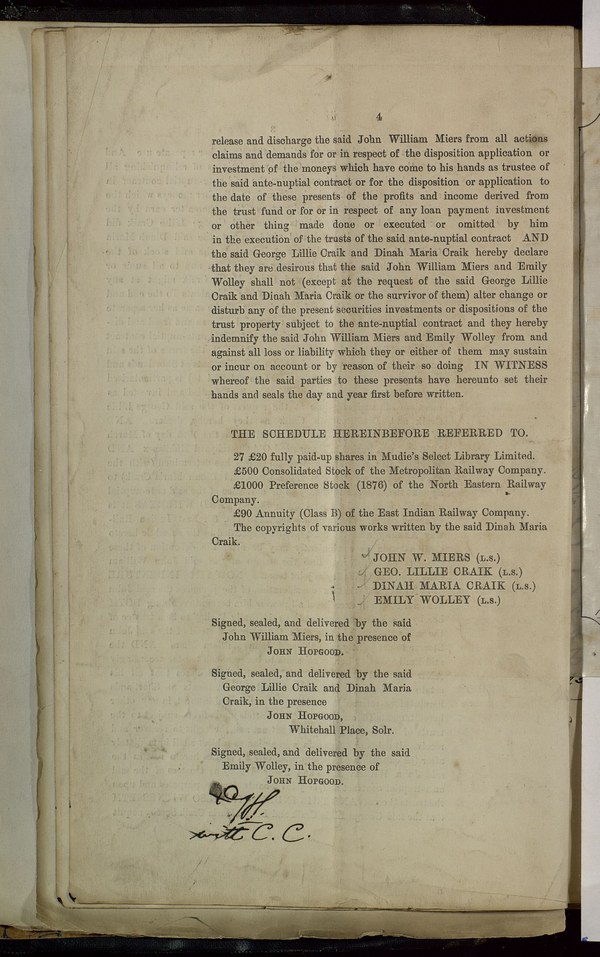 4
release and discharge the said John William Miers from all actions
claims and demands for or in respect of the disposition application or
investment of the moneys which have come to his hands as trustee of
the said ante-nuptial contract or for the disposition or application to
the date of these presents of the profits and income derived from
the trust fund or for or in respect of any loan payment investment
or other thing made done or executed or omitted by him
in the execution of the trusts of the said ante-nuptial contract AND
the said George Lillie Craik and Dinah Maria Craik hereby declare
that they are desirous that the said John William Miers and Emily
Wolley shall not (except at the request of the said George Lillie
Craik and Dinah Maria Craik or the survivor of them) alter change or
disturb any of the present securities investments or dispositions of the
trust property subject to the ante-nuptial contract and they hereby
indemnify the said John William Miers and Emily Wolley from and
against all loss or liability which they or either of them may sustain
or incur on account or by reason of their so doing IN WITNESS
whereof the said parties to these presents have hereunto set their
hands and seals the day and year first before written.
THE SCHEDULE HEREINBEFORE REFERRED TO.
27 £20 fully paid-up shares in Mudie's Select Library Limited.
£500 Consolidated Stock of the Metropolitan Railway Company.
£1000 Preference Stock (1876) of the North Eastern Railway
Company.
£90 Annuity (Class B) of the East Indian Railway Company.
The copyrights of various works written by the said Dinah Maria
Craik.
JOHN W. MIERS (L.S.)
GEO. LILLIE CRAIK (L.S.)
DINAH MARIA CRAIK (L.S.)
EMILY WOLLEY (L.S.)
Signed, sealed, and delivered by the said
John William Miers, in the presence of
JOHN HOPGOOD.
Signed, sealed, and delivered by the said
George Lillie Craik and Dinah Maria
Craik, in the presence
JOHN HOPGOOD,
Whitehall Place, Solr.
Signed, sealed, and delivered by the said
Emily Wolley, in the presence of
JOHN HOPGOOD.
with C. C.